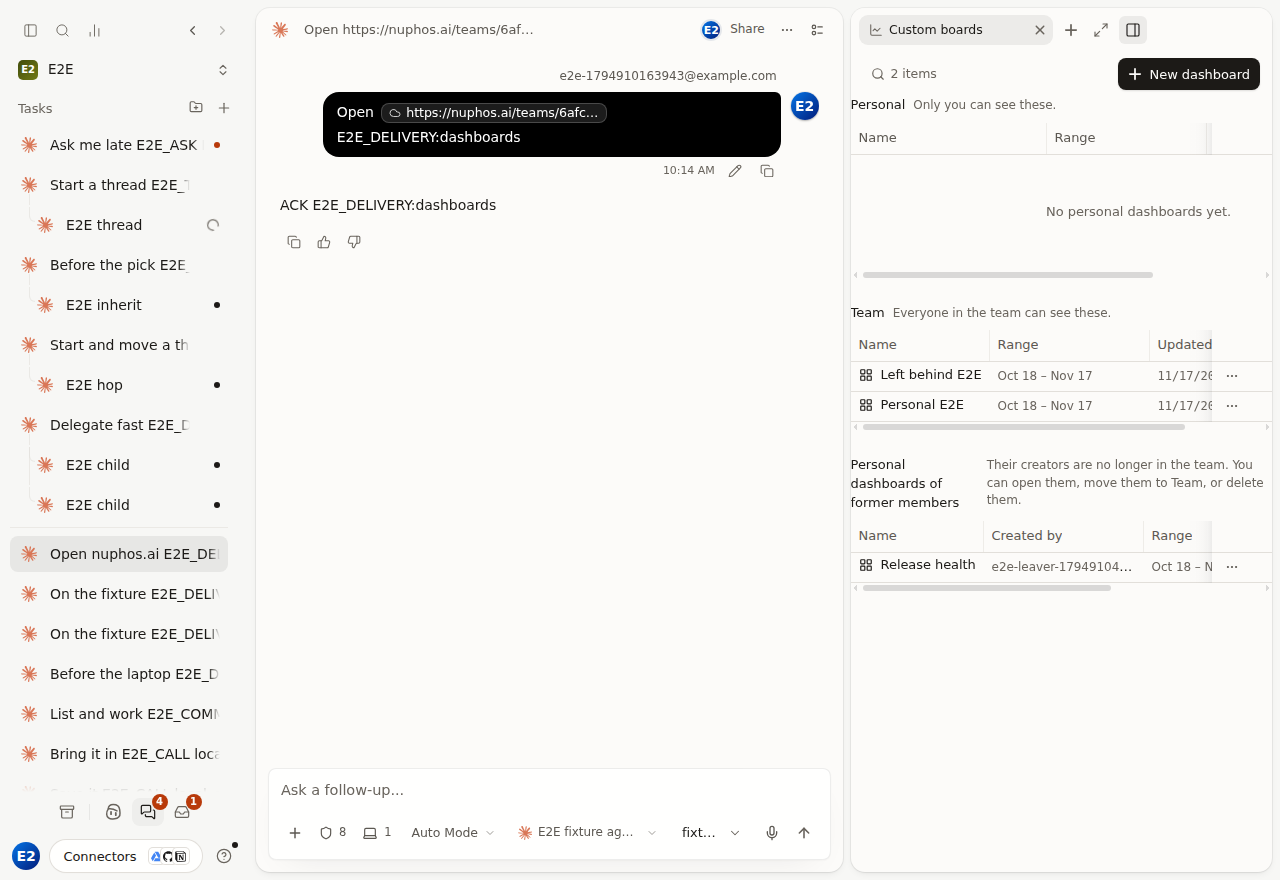 E2 E2E
Tasks
Ask me late E2E_ASK
Start a thread E2E_
E2E thread
Before the pick E2E_
E2E inherit
Start and move a th
E2E hop
Delegate fast E2E_D
E2E child
E2E child
Open nuphos.ai E2E_DE
On the fixture E2E_DELIV
On the fixture E2E_DELIV
Before the laptop E2E_D
List and work E2E_COMM
Bring it in E2E_CALL loca
4
1
E2 Connectors
Open https://nuphos.ai/teams/6af…
E2 Share
e2e-1794910163943@example.com
Open https://nuphos.ai/teams/6afc…
E2E_DELIVERY:dashboards
E2
10:14 AM
ACK E2E_DELIVERY:dashboards
Ask a follow-up…
8 1 Auto Mode E2E fixture ag… fixt…
Custom boards
2 items
New dashboard
Personal Only you can see these.
Name Range
No personal dashboards yet.
Team Everyone in the team can see these.
Name Range Updated
Left behind E2E Oct 18 – Nov 17 11/17/26
Personal E2E Oct 18 – Nov 17 11/17/26
Personal dashboards of former members
Their creators are no longer in the team. You can open them, move them to Team, or delete them.
Name Created by Range
Release health e2e-leaver-17949104… Oct 18 – N